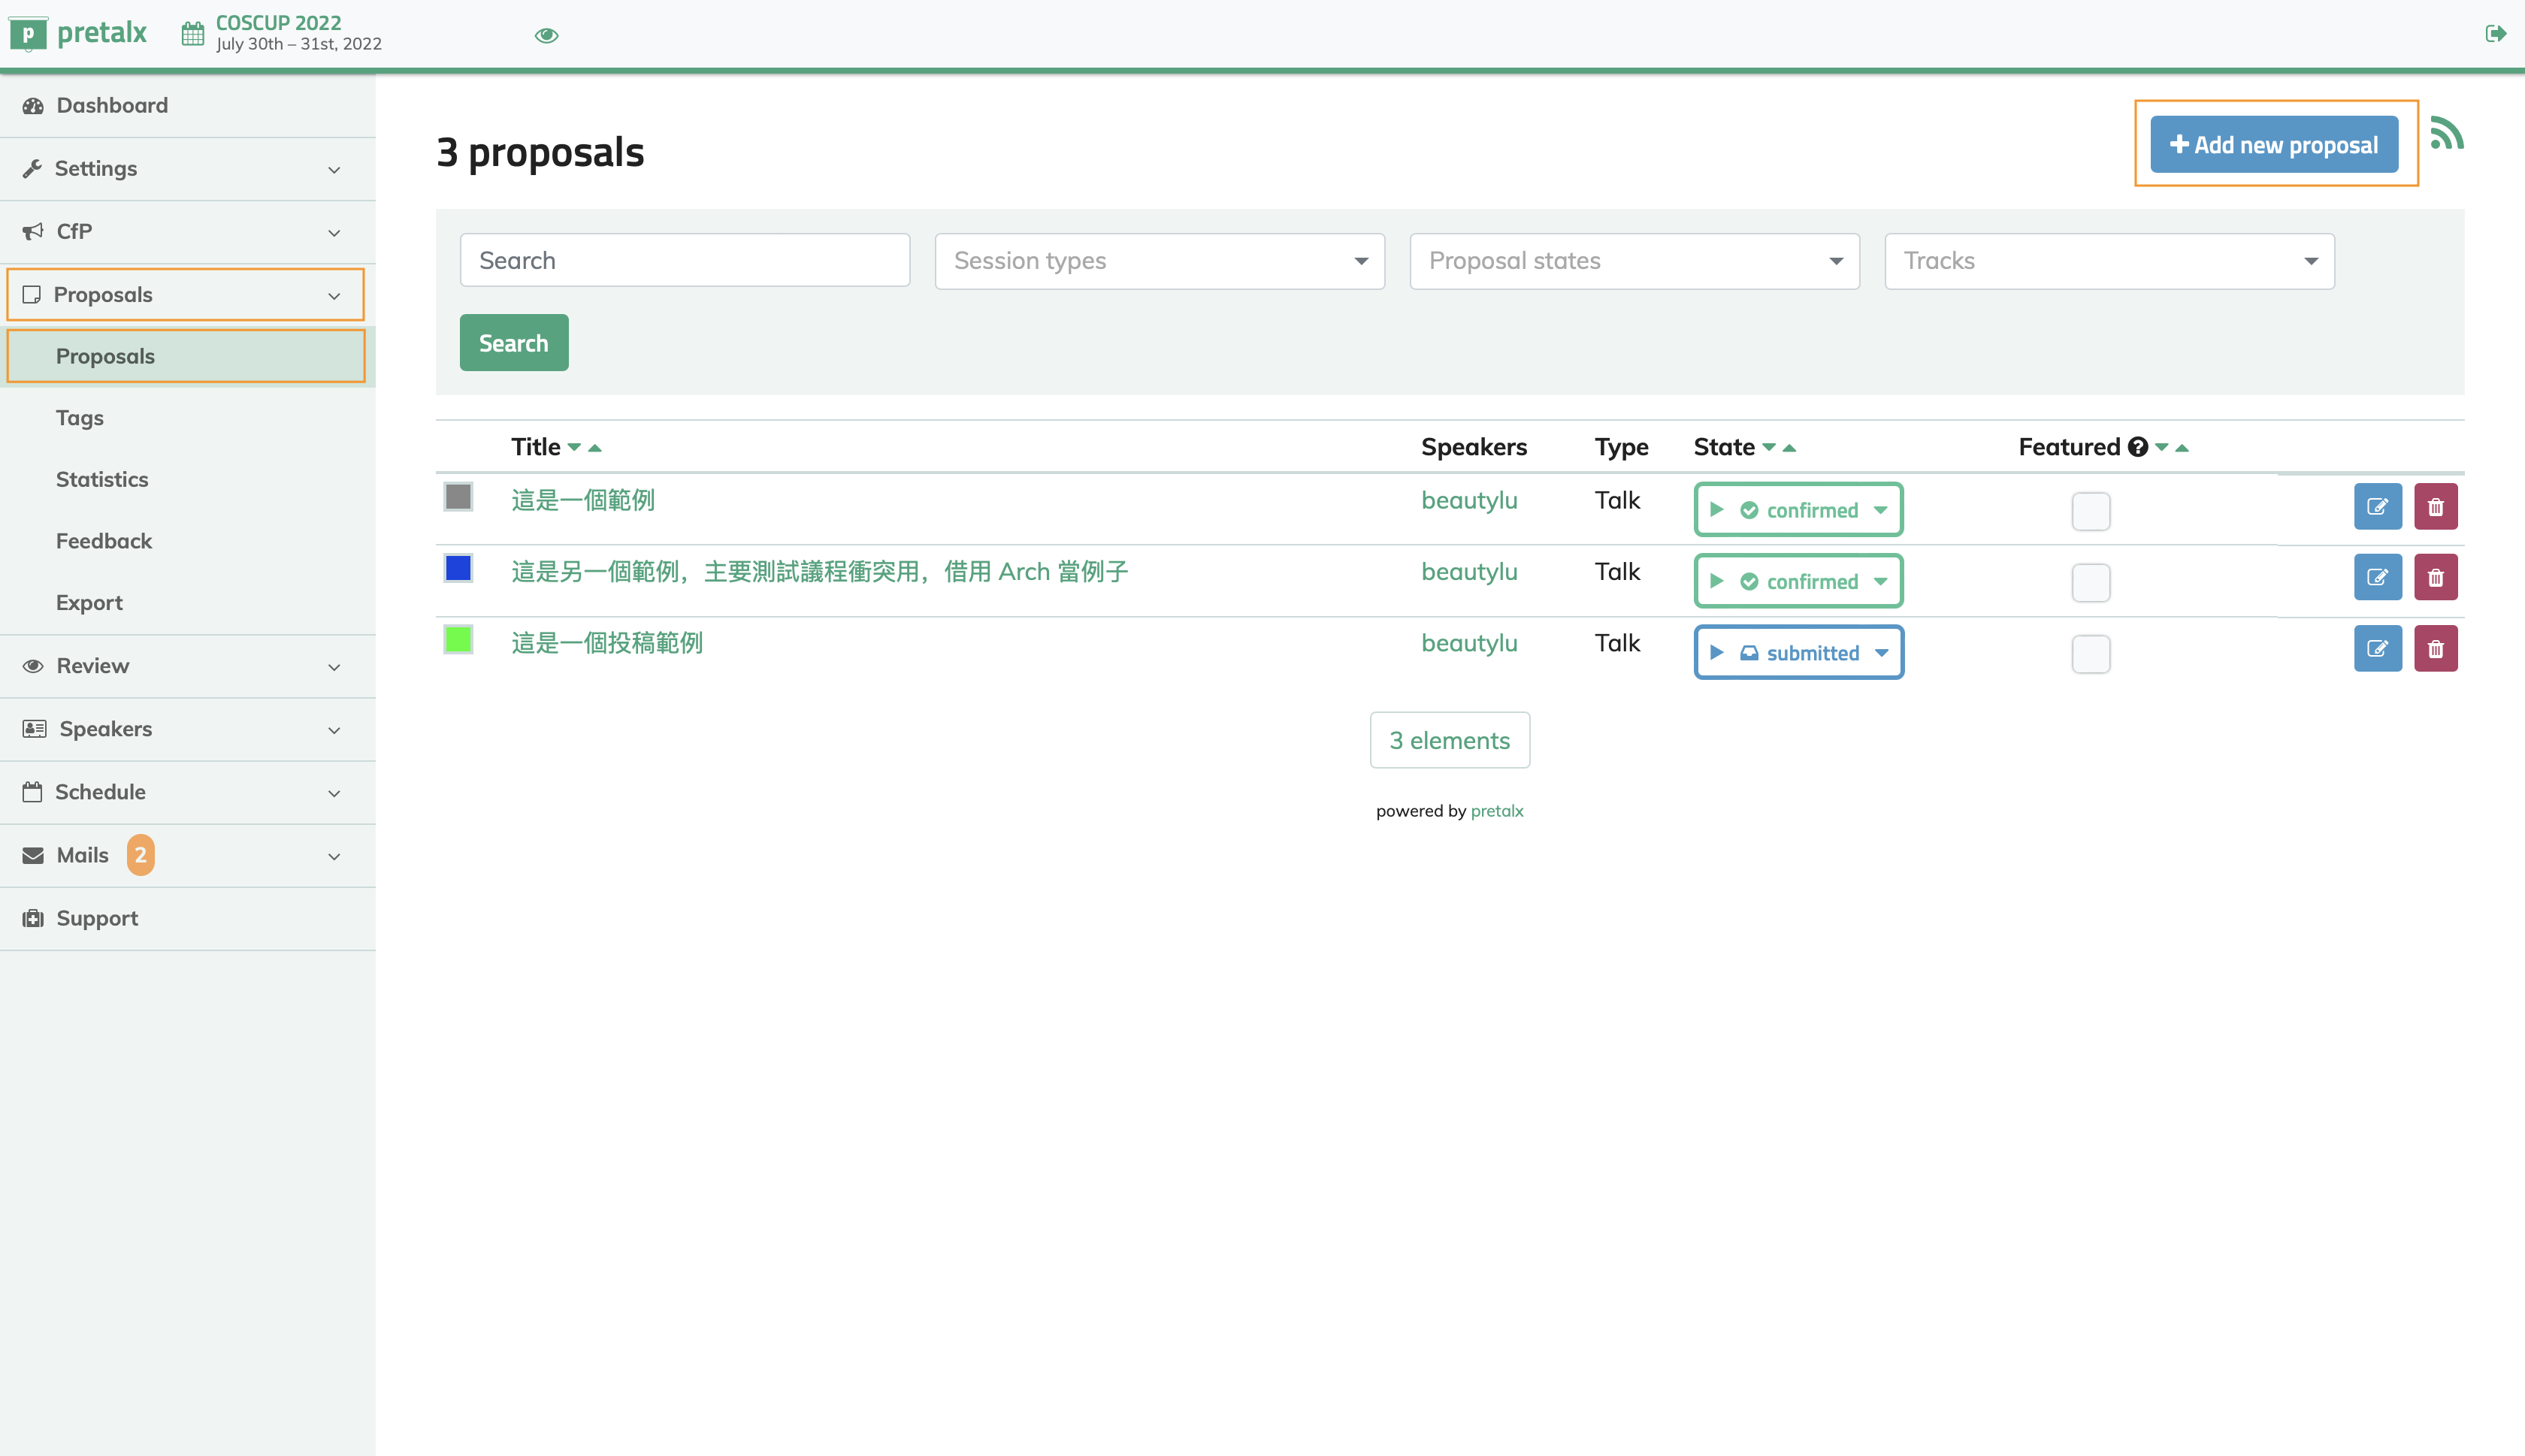 pretalx
COSCUP 2022
July 30th – 31st, 2022
Dashboard
Settings
CfP
Proposals
Proposals
Tags
Statistics
Feedback
Export
Review
Speakers
Schedule
Mails 2
Support
3 proposals
Add new proposal
Search
Session types
Proposal states
Tracks
Search
Title Speakers Type State Featured
這是一個範例 beautylu Talk confirmed
這是另一個範例，主要測試議程衝突用，借用 Arch 當例子 beautylu Talk confirmed
這是一個投稿範例 beautylu Talk submitted
3 elements
powered by pretalx